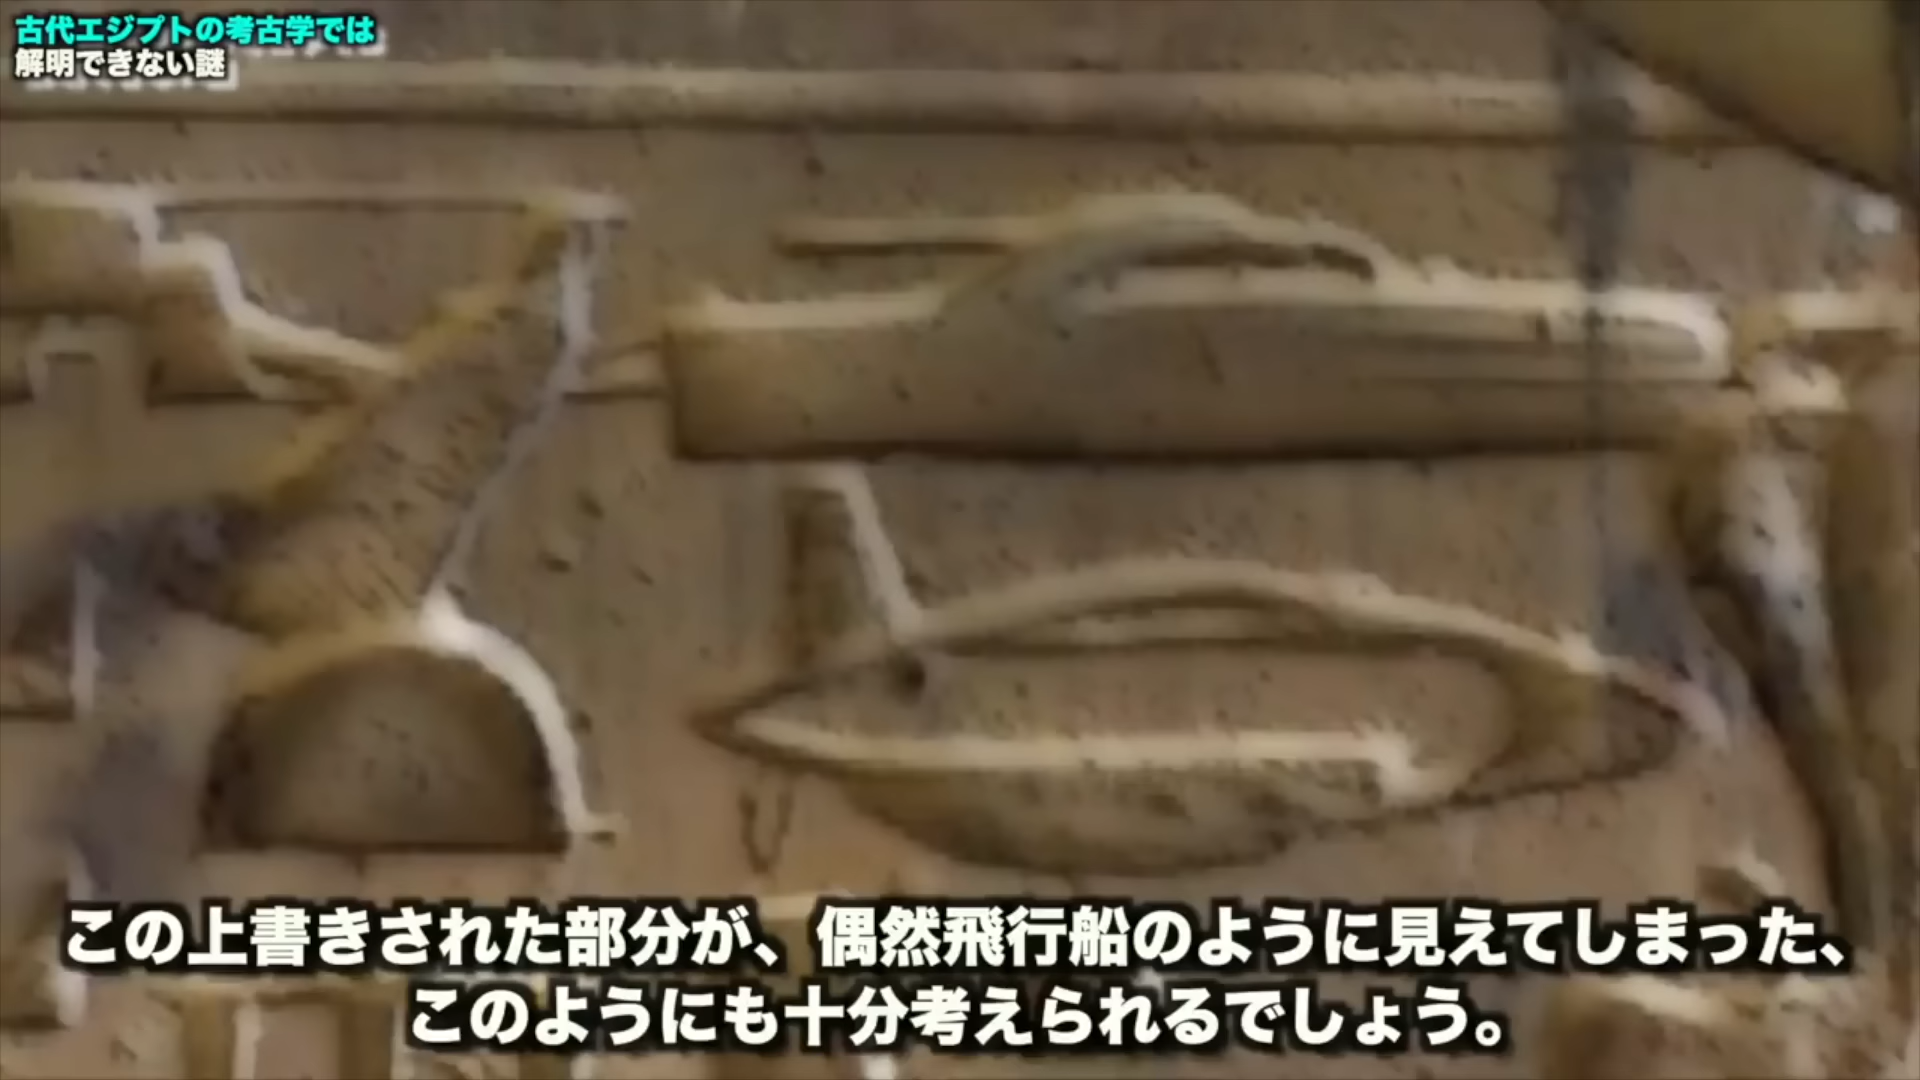 古代エジプトの考古学では
解明できない謎
この上書きされた部分が、偶然飛行船のように見えてしまった、
このようにも十分考えられるでしょう。